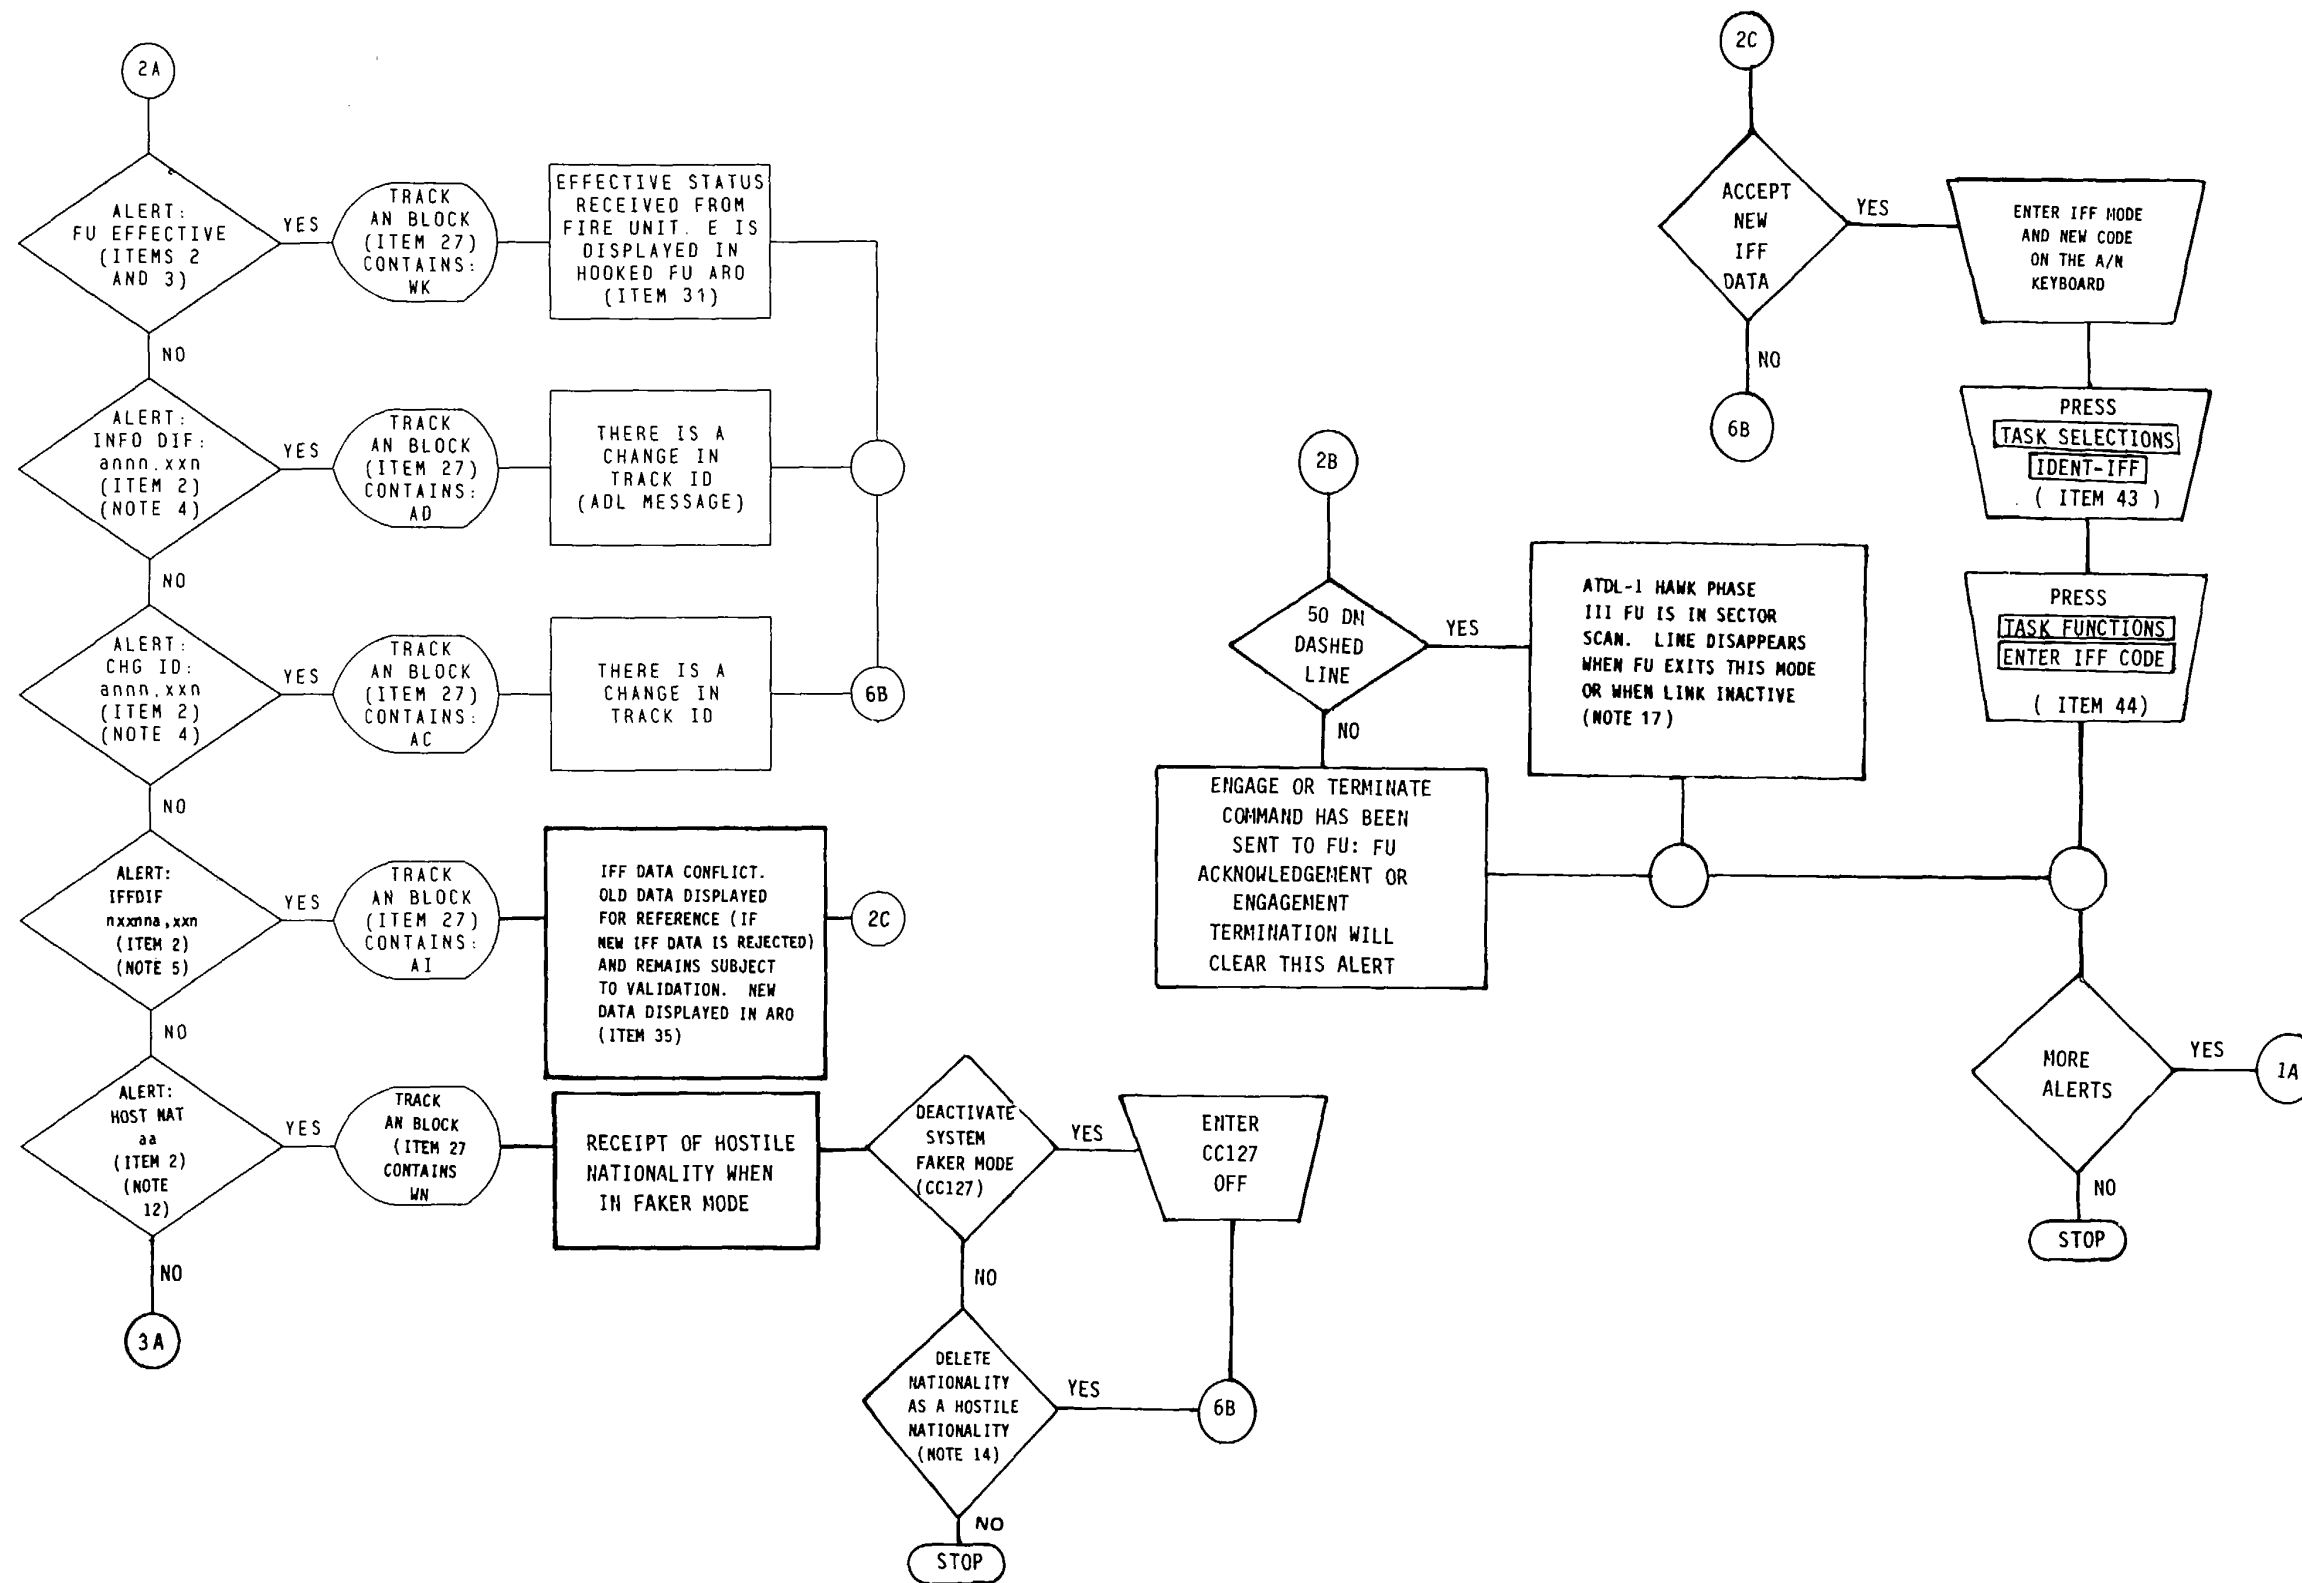 2A
ALERT:
FU EFFECTIVE
(ITEMS 2
AND 3)
YES
TRACK
AN BLOCK
(ITEM 27)
CONTAINS:
WK
EFFECTIVE STATUS
RECEIVED FROM
FIRE UNIT. E IS
DISPLAYED IN
HOOKED FU ARO
(ITEM 31)
NO
ALERT:
INFO DIF:
annn,xxn
(ITEM 2)
(NOTE 4)
YES
TRACK
AN BLOCK
(ITEM 27)
CONTAINS:
AD
THERE IS A
CHANGE IN
TRACK ID
(ADL MESSAGE)
NO
ALERT:
CHG ID:
annn,xxn
(ITEM 2)
(NOTE 4)
YES
TRACK
AN BLOCK
(ITEM 27)
CONTAINS:
AC
THERE IS A
CHANGE IN
TRACK ID
6B
NO
ALERT:
IFFDIF
nxxnna,xxn
(ITEM 2)
(NOTE 5)
YES
TRACK
AN BLOCK
(ITEM 27)
CONTAINS:
AI
IFF DATA CONFLICT.
OLD DATA DISPLAYED
FOR REFERENCE (IF
NEW IFF DATA IS REJECTED)
AND REMAINS SUBJECT
TO VALIDATION. NEW
DATA DISPLAYED IN ARO
(ITEM 35)
2C
NO
ALERT:
HOST NAT
aa
(ITEM 2)
(NOTE
12)
YES
TRACK
AN BLOCK
(ITEM 27
CONTAINS
WN
RECEIPT OF HOSTILE
NATIONALITY WHEN
IN FAKER MODE
DEACTIVATE
SYSTEM
FAKER MODE
(CC127)
YES
ENTER
CC127
OFF
NO
3A
NO
DELETE
NATIONALITY
AS A HOSTILE
NATIONALITY
(NOTE 14)
YES
6B
NO
STOP
2B
50 DM
DASHED
LINE
YES
ATDL-1 HAWK PHASE
III FU IS IN SECTOR
SCAN. LINE DISAPPEARS
WHEN FU EXITS THIS MODE
OR WHEN LINK INACTIVE
(NOTE 17)
NO
ENGAGE OR TERMINATE
COMMAND HAS BEEN
SENT TO FU: FU
ACKNOWLEDGEMENT OR
ENGAGEMENT
TERMINATION WILL
CLEAR THIS ALERT
2C
ACCEPT
NEW
IFF
DATA
YES
ENTER IFF MODE
AND NEW CODE
ON THE A/N
KEYBOARD
NO
6B
PRESS
TASK SELECTIONS
IDENT-IFF
( ITEM 43 )
PRESS
TASK FUNCTIONS
ENTER IFF CODE
( ITEM 44)
MORE
ALERTS
YES
1A
NO
STOP